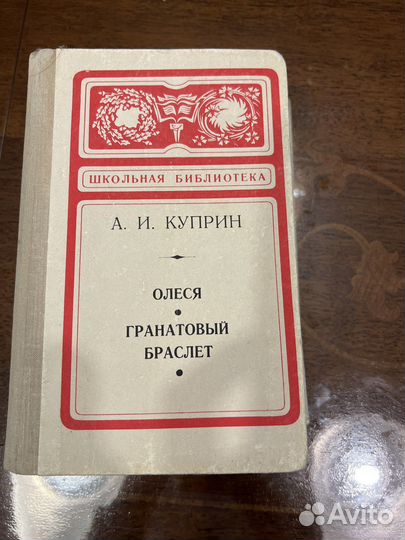 ШКОЛЬНАЯ БИБЛИОТЕКА
А. И. КУПРИН
ОЛЕСЯ
•
ГРАНАТОВЫЙ
БРАСЛЕТ
•
Avito